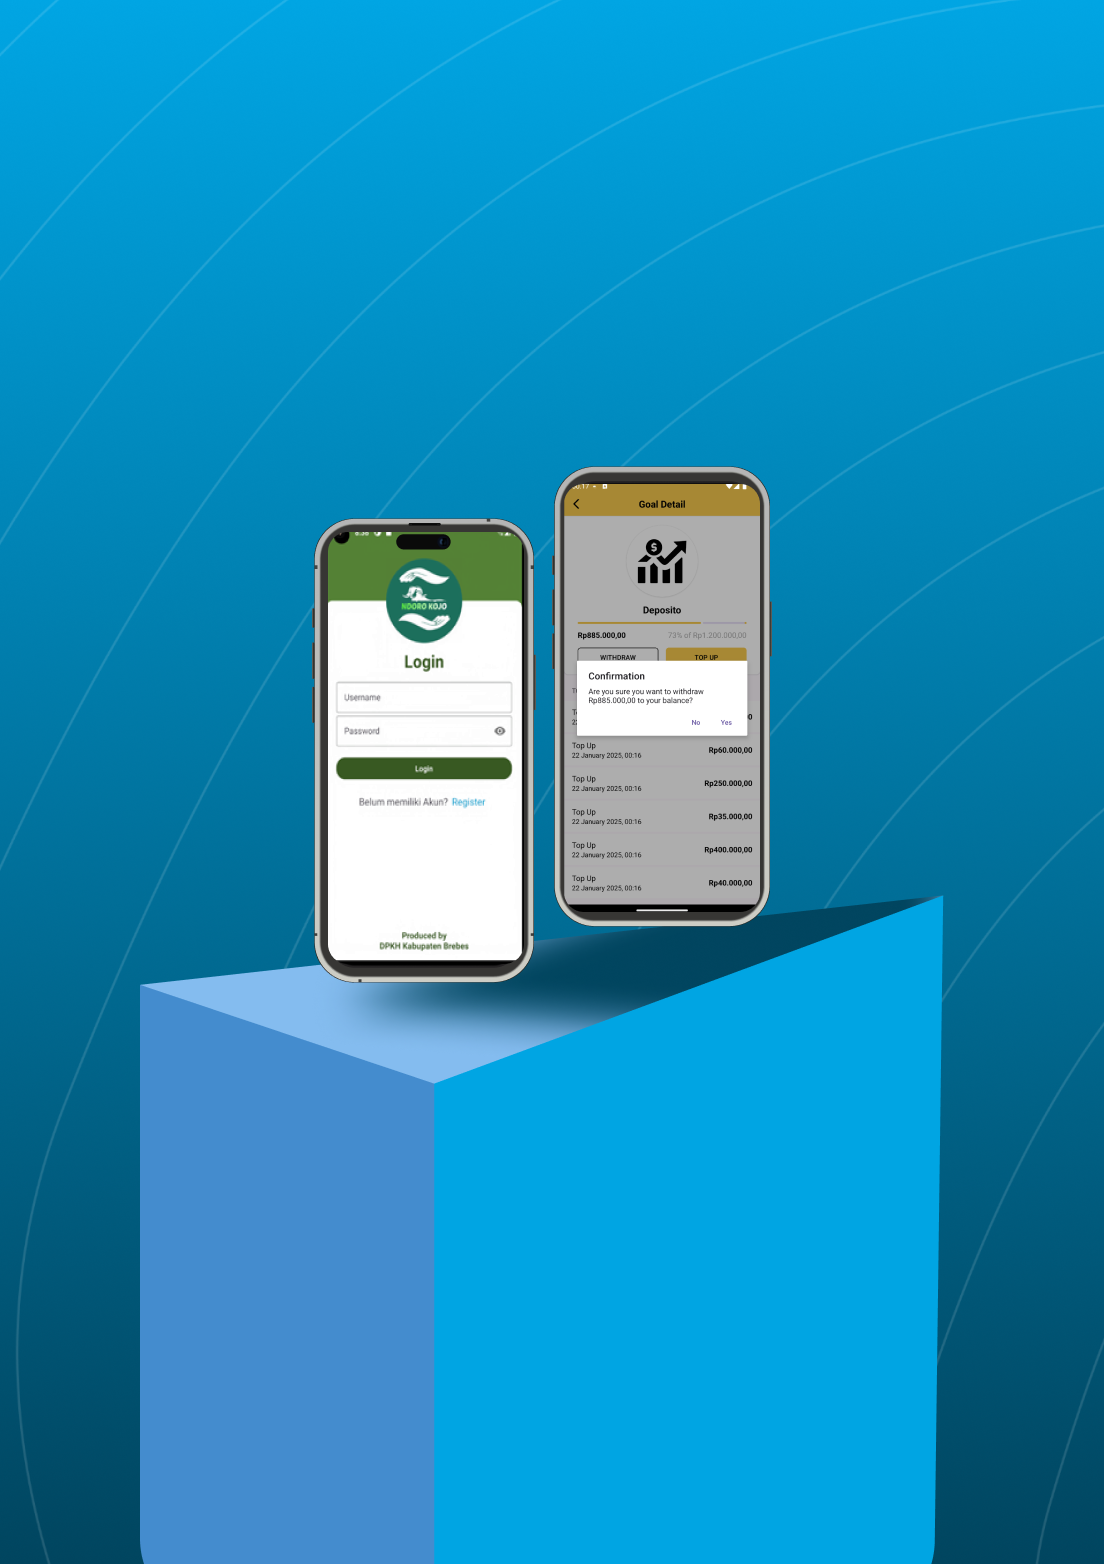 NDORO KOJO
Login
Username
Password
Login
Belum memiliki Akun? Register
Produced by
DPKH Kabupaten Brebes
Goal Detail
Deposito
Rp885.000,00 73% of Rp1.200.000,00
WITHDRAW TOP UP
Confirmation
Are you sure you want to withdraw
Rp885.000,00 to your balance?
No Yes
Top Up
22 January 2025, 00:16 Rp60.000,00
Top Up
22 January 2025, 00:16 Rp250.000,00
Top Up
22 January 2025, 00:16 Rp35.000,00
Top Up
22 January 2025, 00:16 Rp400.000,00
Top Up
22 January 2025, 00:16 Rp40.000,00